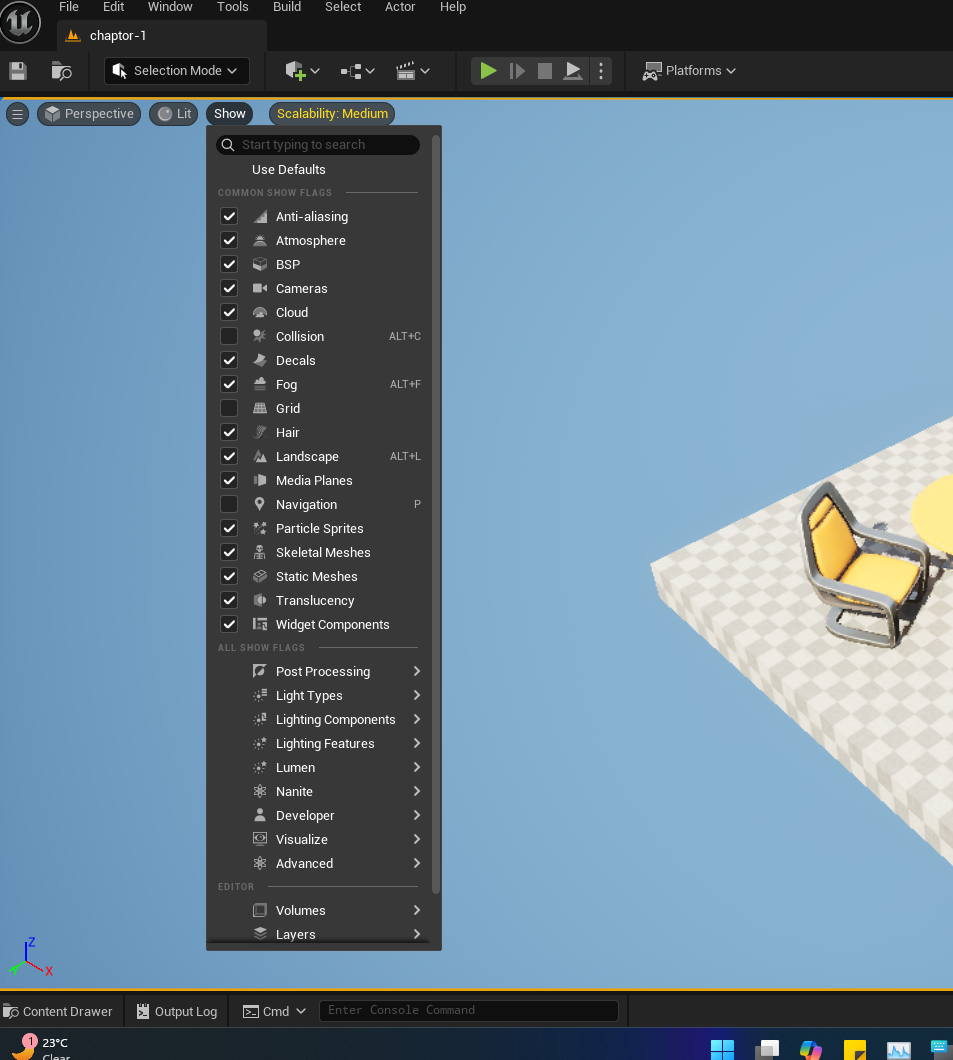 File Edit Window Tools Build Select Actor Help
chaptor-1
Selection Mode
Platforms
Perspective
Lit
Show
Scalability: Medium
Start typing to search
Use Defaults
COMMON SHOW FLAGS
Anti-aliasing
Atmosphere
BSP
Cameras
Cloud
Collision ALT+C
Decals
Fog ALT+F
Grid
Hair
Landscape ALT+L
Media Planes
Navigation P
Particle Sprites
Skeletal Meshes
Static Meshes
Translucency
Widget Components
ALL SHOW FLAGS
Post Processing
Light Types
Lighting Components
Lighting Features
Lumen
Nanite
Developer
Visualize
Advanced
EDITOR
Volumes
Layers
Z
X
Content Drawer
Output Log
Cmd
Enter Console Command
1
23°C
Clear